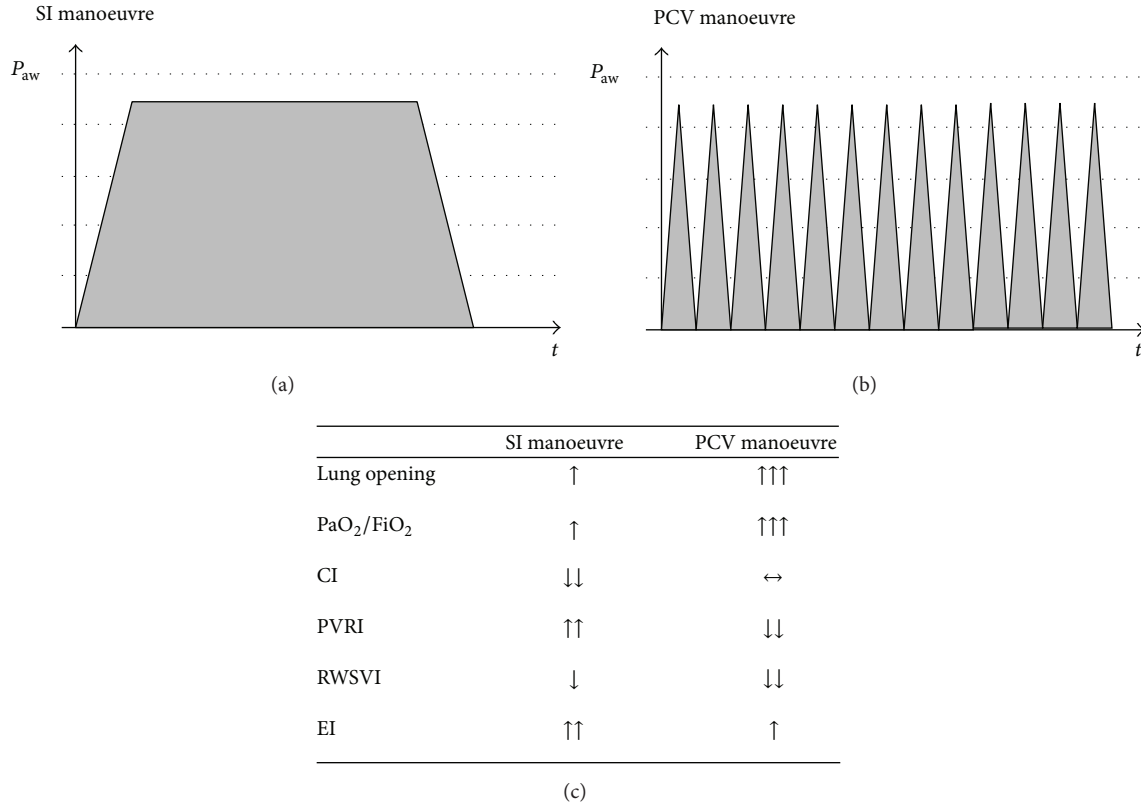 SI manoeuvre
P_aw
t
(a)
PCV manoeuvre
P_aw
t
(b)
SI manoeuvre PCV manoeuvre
Lung opening ↑ ↑↑↑
PaO₂/FiO₂ ↑ ↑↑↑
CI ↓↓ ↔
PVRI ↑↑ ↓↓
RWSVI ↓ ↓↓
EI ↑↑ ↑
(c)